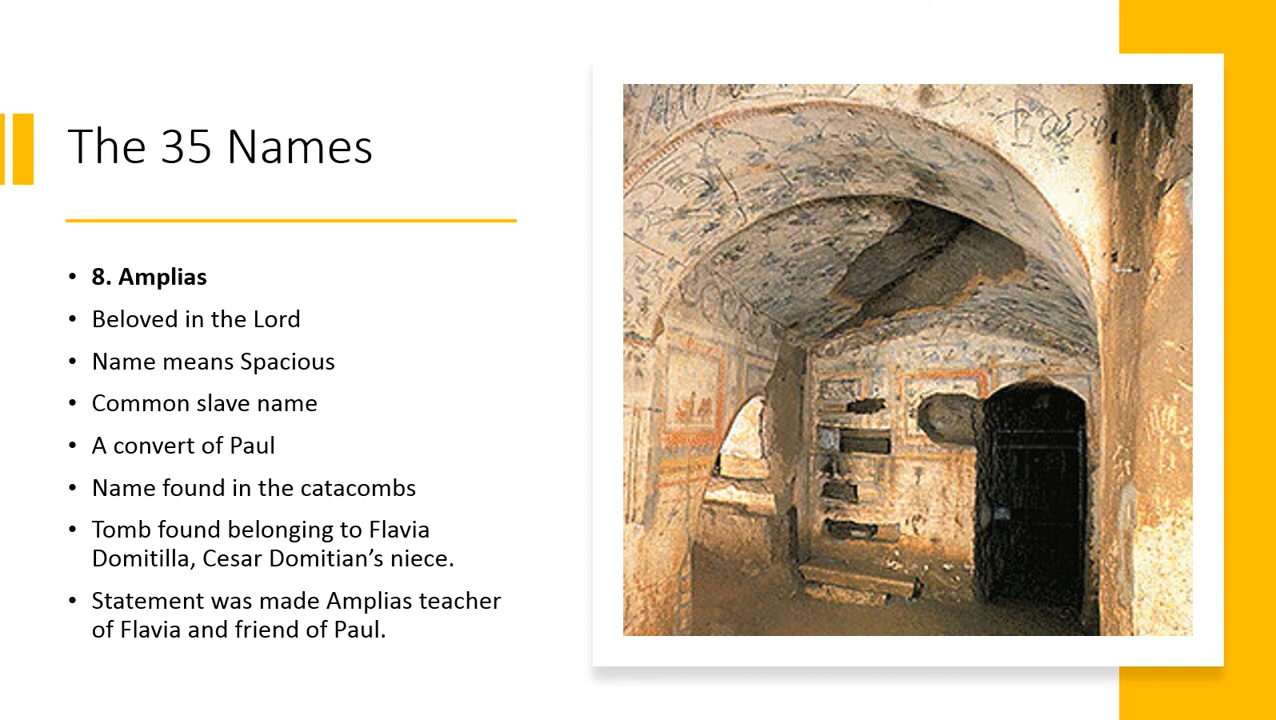 The 35 Names
• 8. Amplias
• Beloved in the Lord
• Name means Spacious
• Common slave name
• A convert of Paul
• Name found in the catacombs
• Tomb found belonging to Flavia
Domitilla, Cesar Domitian’s niece.
• Statement was made Amplias teacher
of Flavia and friend of Paul.